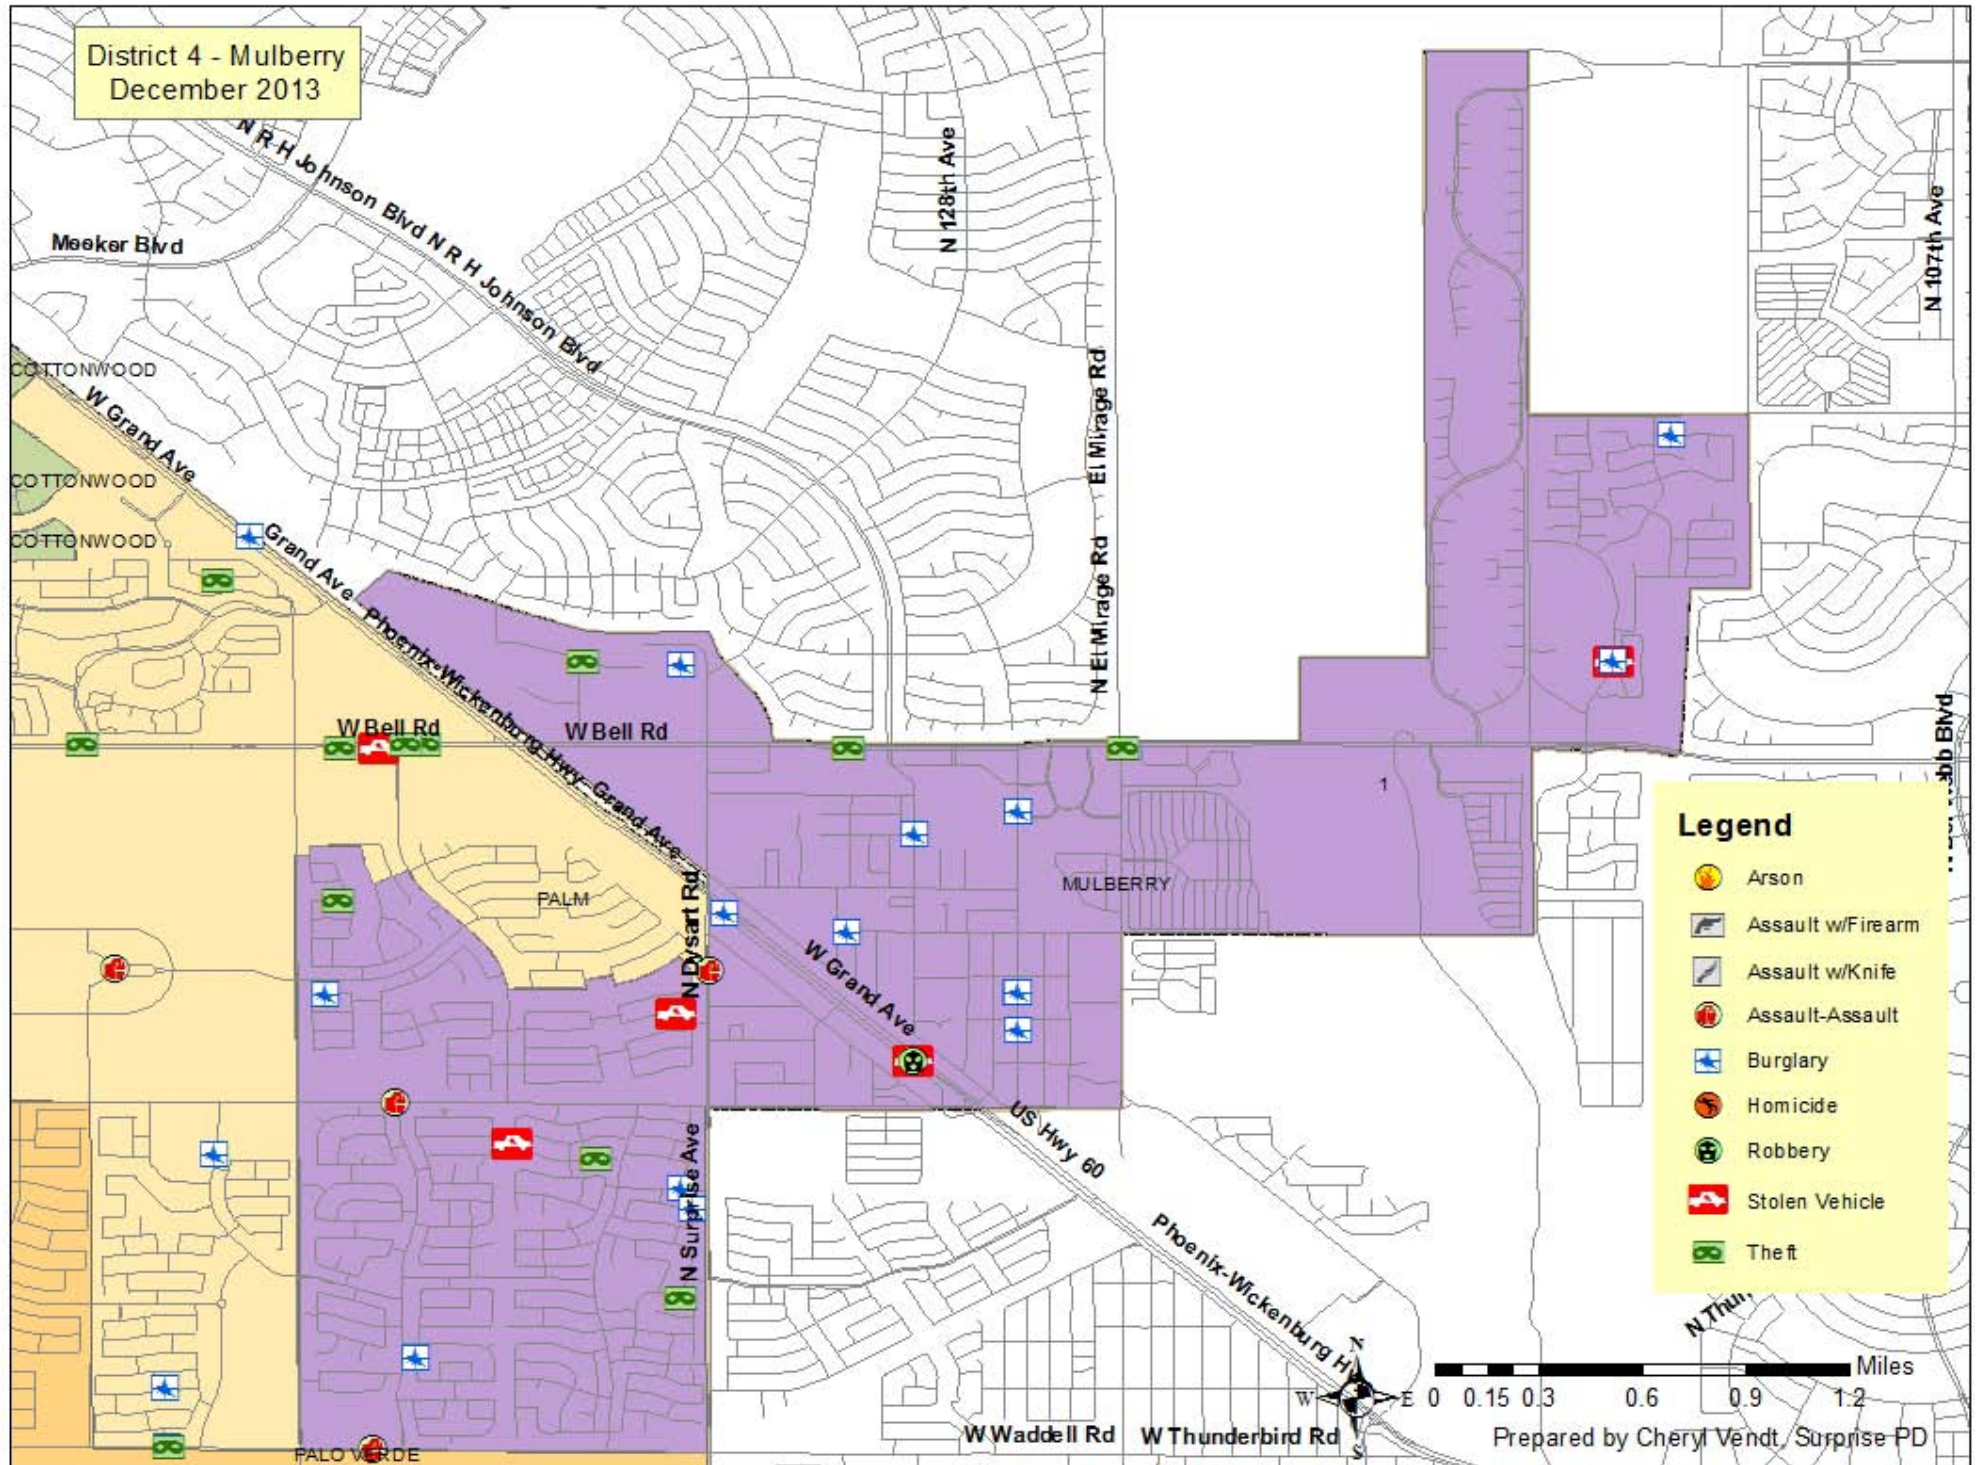 District 4 - Mulberry
December 2013
N R H Johnson Blvd
N R H Johnson Blvd
Meeker Blvd
N 128th Ave
N 107th Ave
COTTONWOOD
W Grand Ave
El Mirage Rd
COTTONWOOD
COTTONWOOD
Grand Ave
N El Mirage Rd
Phoenix-Wickenburg Hwy
W Bell Rd
W Bell Rd
Grand Ave
1
MULBERRY
PALM
N Dysart Rd
W Grand Ave
US Hwy 60
N Surprise Ave
Phoenix-Wickenburg
Legend
Arson
Assault w/Firearm
Assault w/Knife
Assault-Assault
Burglary
Homicide
Robbery
Stolen Vehicle
Theft
N
W
E
S
Miles
0 0.15 0.3 0.6 0.9 1.2
W Waddell Rd
W Thunderbird Rd
Prepared by Cheryl Vendt, Surprise PD
PALO VERDE